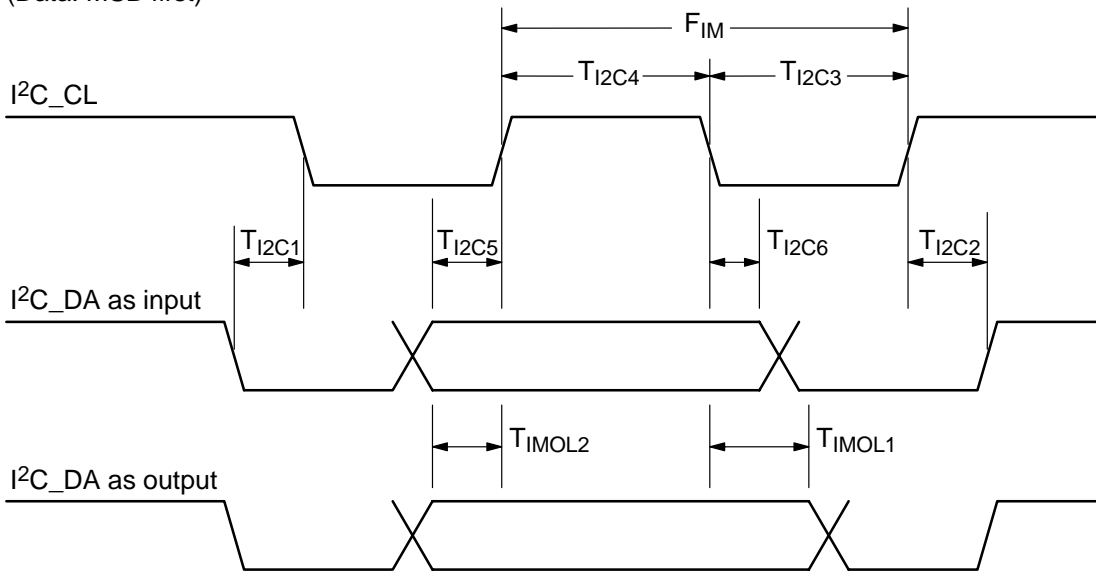 (Data: MSB first)
F_IM
T_I2C4 T_I2C3
I²C_CL
T_I2C1 T_I2C5 T_I2C6 T_I2C2
I²C_DA as input
T_IMOL2 T_IMOL1
I²C_DA as output